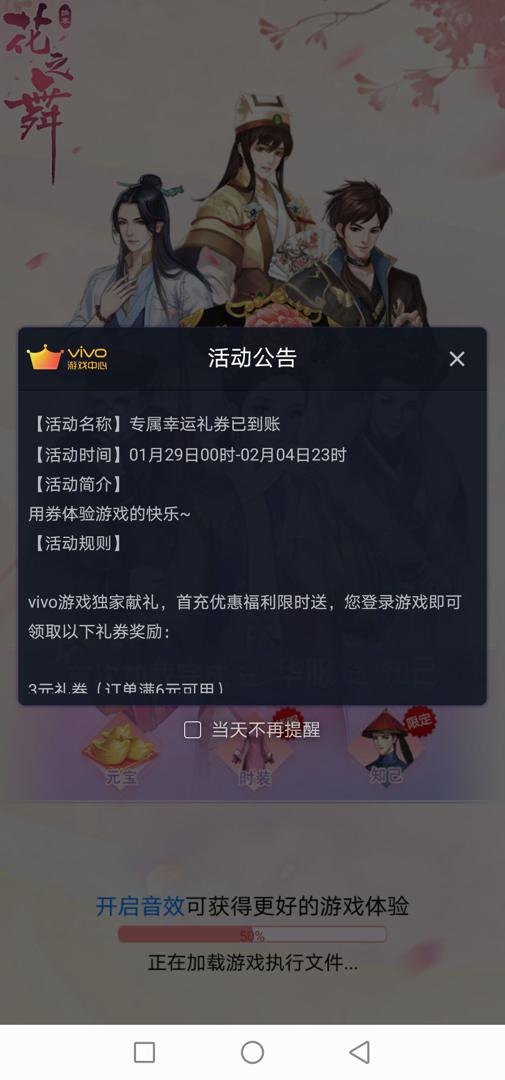 花之舞
vivo
游戏中心
活动公告
【活动名称】专属幸运礼券已到账
【活动时间】01月29日00时-02月04日23时
【活动简介】
用券体验游戏的快乐~
【活动规则】
vivo游戏独家献礼，首充优惠福利限时送，您登录游戏即可
领取以下礼券奖励：
3元礼券（订单满6元可用）
当天不再提醒
限定
元宝
时装
知己
开启音效可获得更好的游戏体验
50%
正在加载游戏执行文件...